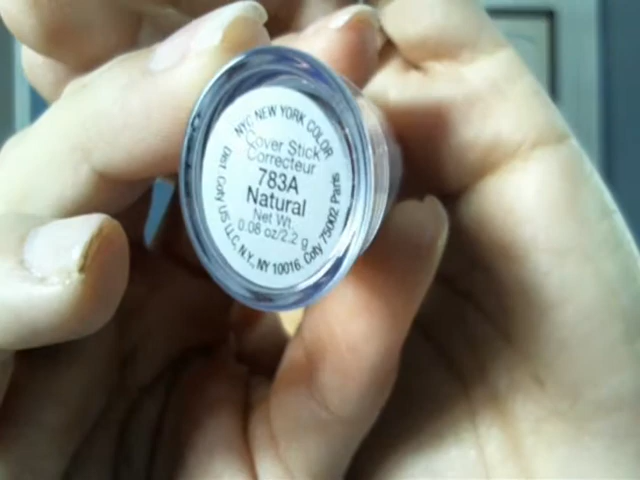 NYC NEW YORK COLOR
Cover Stick
Correcteur
783A
Natural
Net Wt.
0.08 oz/2.2 g
Dist. Coty US LLC, N.Y., NY 10016. Coty 75002 Paris